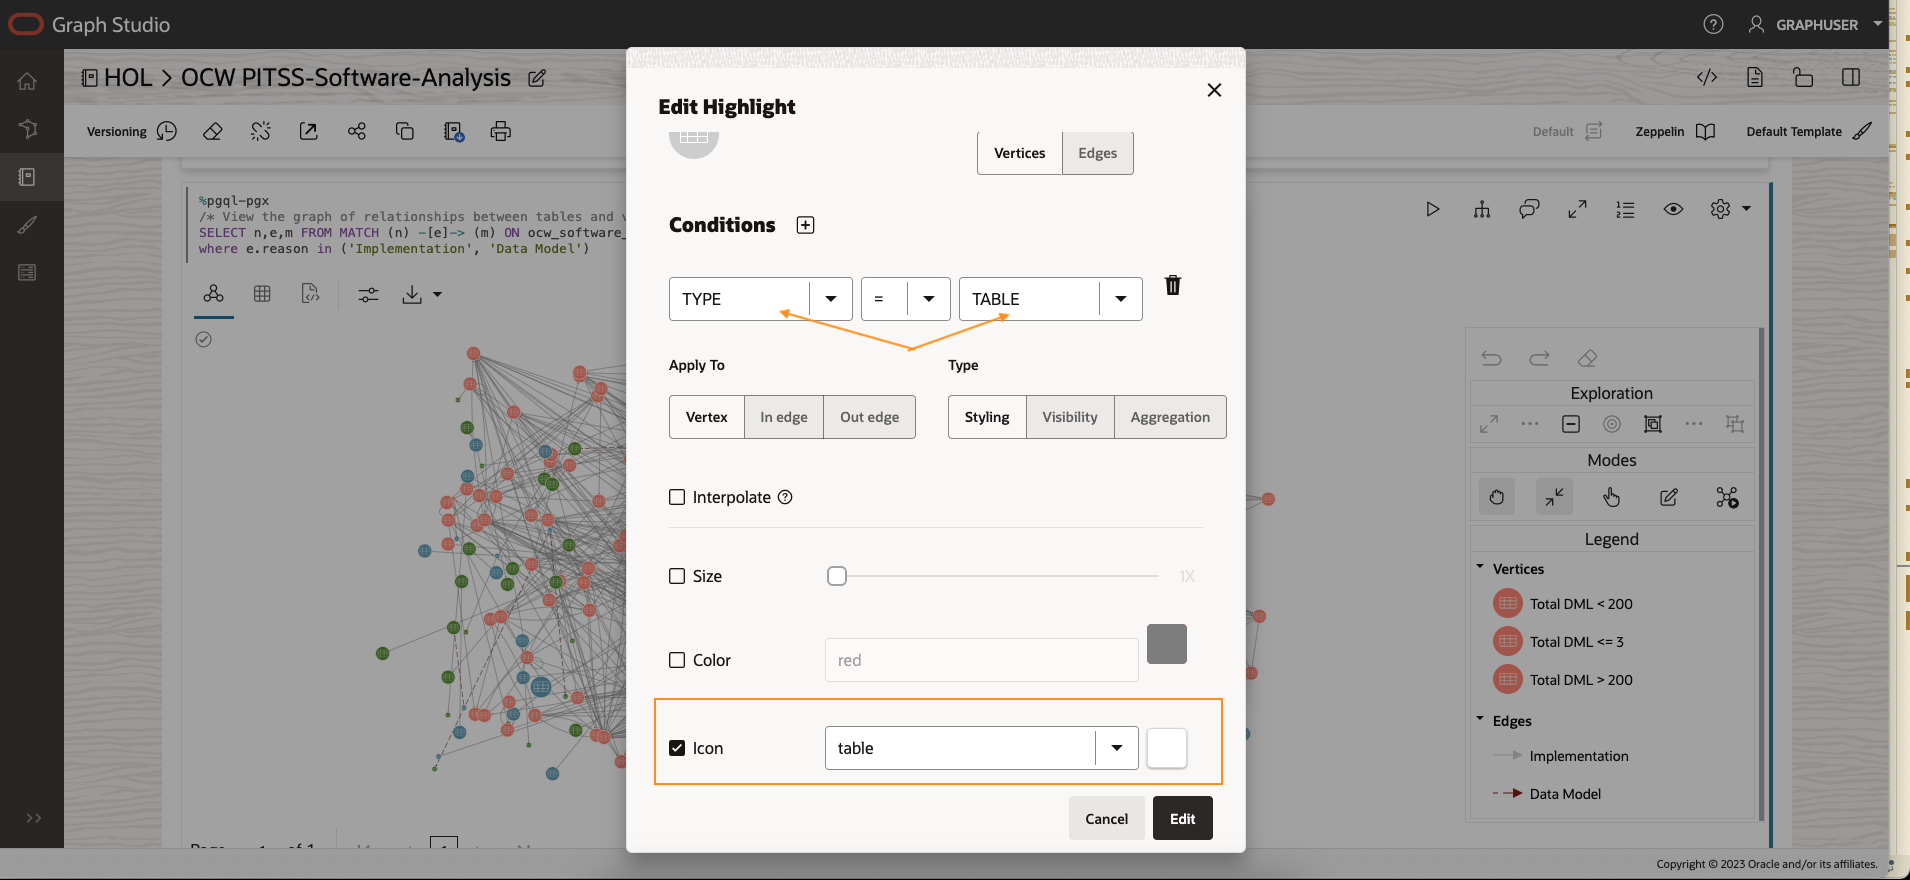 Graph Studio
GRAPHUSER
HOL > OCW PITSS-Software-Analysis
Versioning
Default
Zeppelin
Default Template
%pgql-pgx
/* View the graph of relationships between tables and
SELECT n,e,m FROM MATCH (n) -[e]-> (m) ON ocw_software_
where e.reason in ('Implementation', 'Data Model')
Edit Highlight
Vertices
Edges
Conditions
TYPE
=
TABLE
Apply To
Type
Vertex
In edge
Out edge
Styling
Visibility
Aggregation
Interpolate
Size
1X
Color
red
Icon
table
Cancel
Edit
Exploration
Modes
Legend
Vertices
Total DML < 200
Total DML <= 3
Total DML > 200
Edges
Implementation
Data Model
Copyright © 2023 Oracle and/or its affiliates.